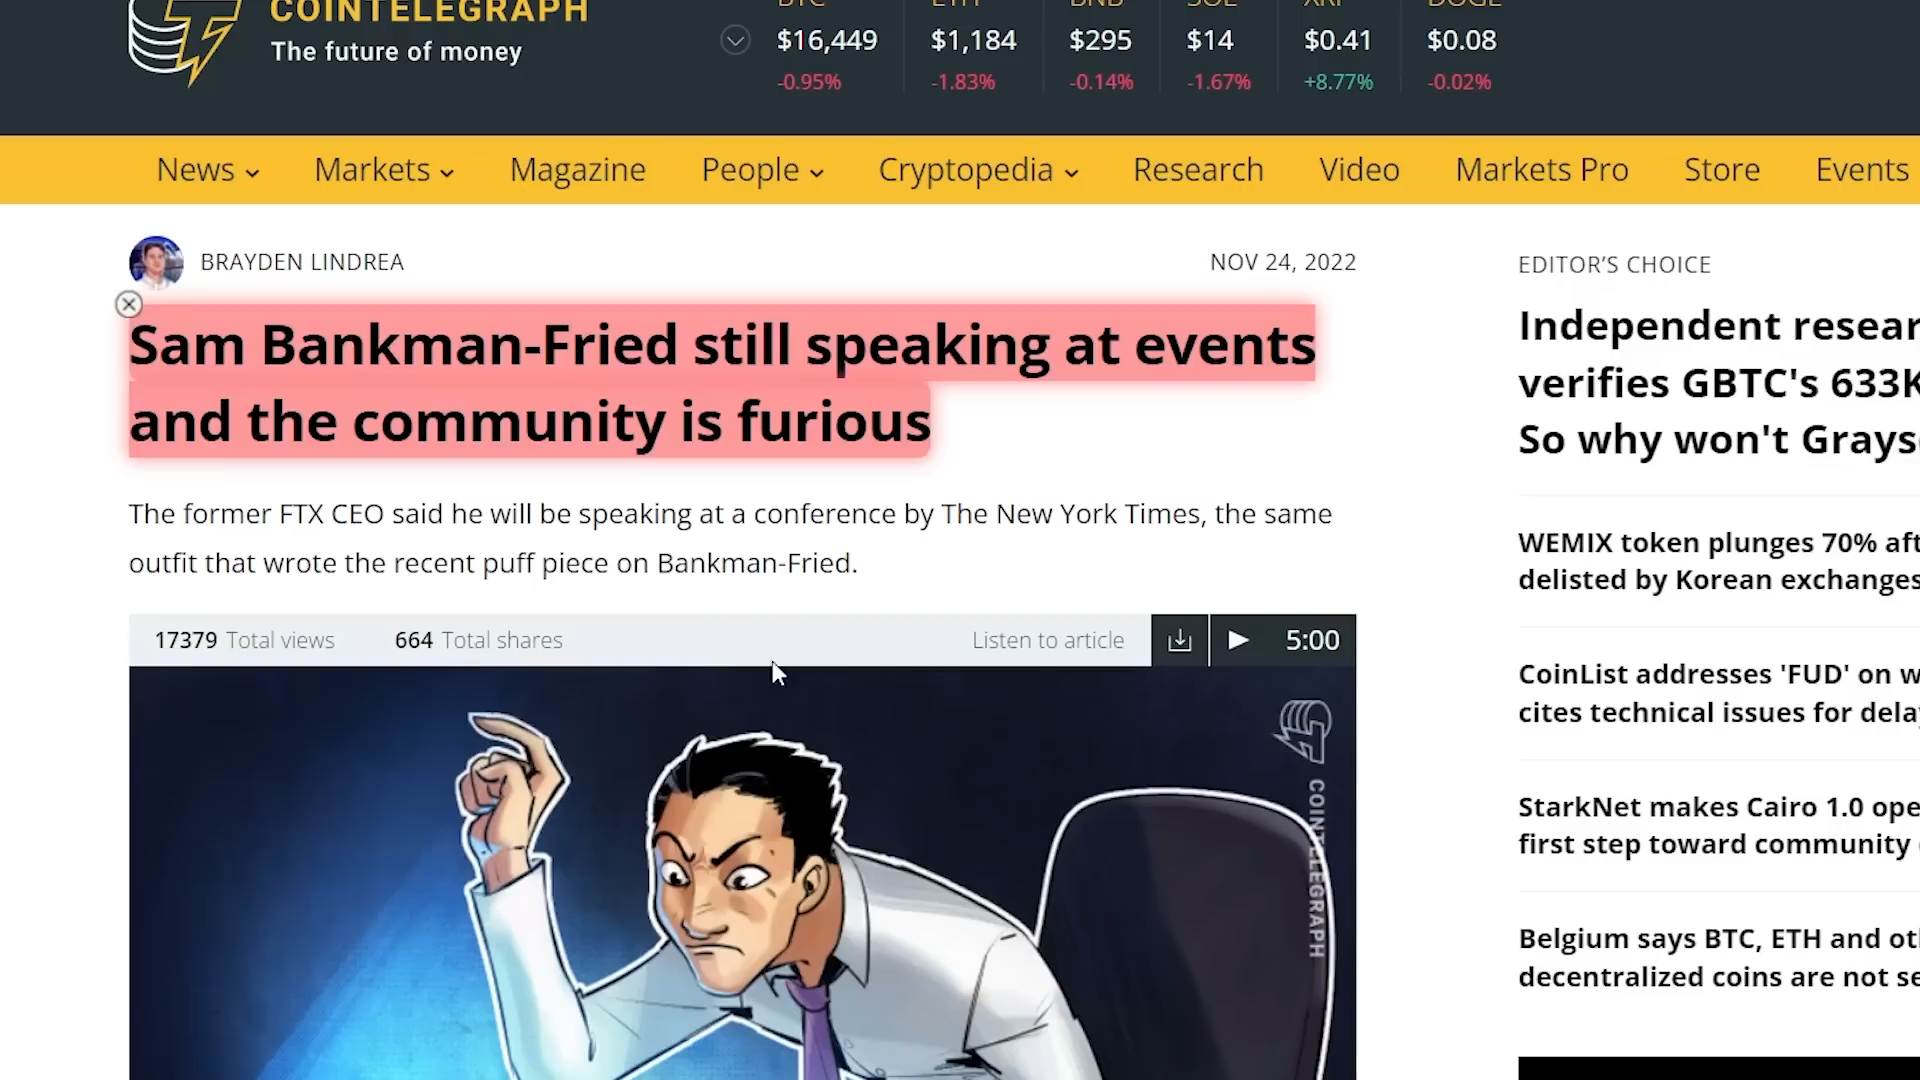 COINTELEGRAPH
The future of money
BTC ETH BNB SOL XRP DOGE
$16,449 $1,184 $295 $14 $0.41 $0.08
-0.95% -1.83% -0.14% -1.67% +8.77% -0.02%
News Markets Magazine People Cryptopedia Research Video Markets Pro Store Events
BRAYDEN LINDREA
NOV 24, 2022
Sam Bankman-Fried still speaking at events
and the community is furious
The former FTX CEO said he will be speaking at a conference by The New York Times, the same
outfit that wrote the recent puff piece on Bankman-Fried.
17379 Total views 664 Total shares Listen to article 5:00
COINTELEGRAPH
EDITOR'S CHOICE
Independent resear
verifies GBTC's 633K
So why won't Grays
WEMIX token plunges 70% aft
delisted by Korean exchanges
CoinList addresses 'FUD' on w
cites technical issues for dela
StarkNet makes Cairo 1.0 ope
first step toward community
Belgium says BTC, ETH and ot
decentralized coins are not se